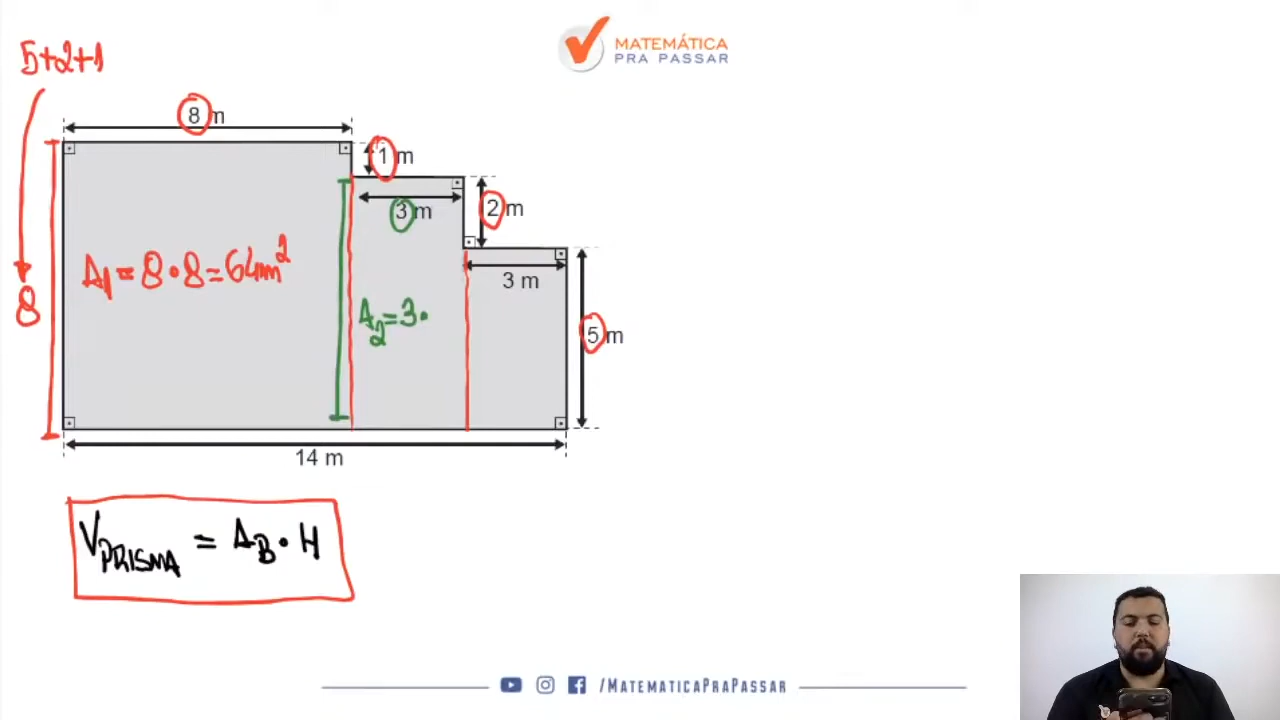 MATEMÁTICA
PRA PASSAR
5+2+1
8 m
1 m
3 m
2 m
3 m
A1 = 8 • 8 = 64m²
8
A2 = 3 •
5 m
14 m
VPRISMA = AB • H
/MATEMATICAPRAPASSAR